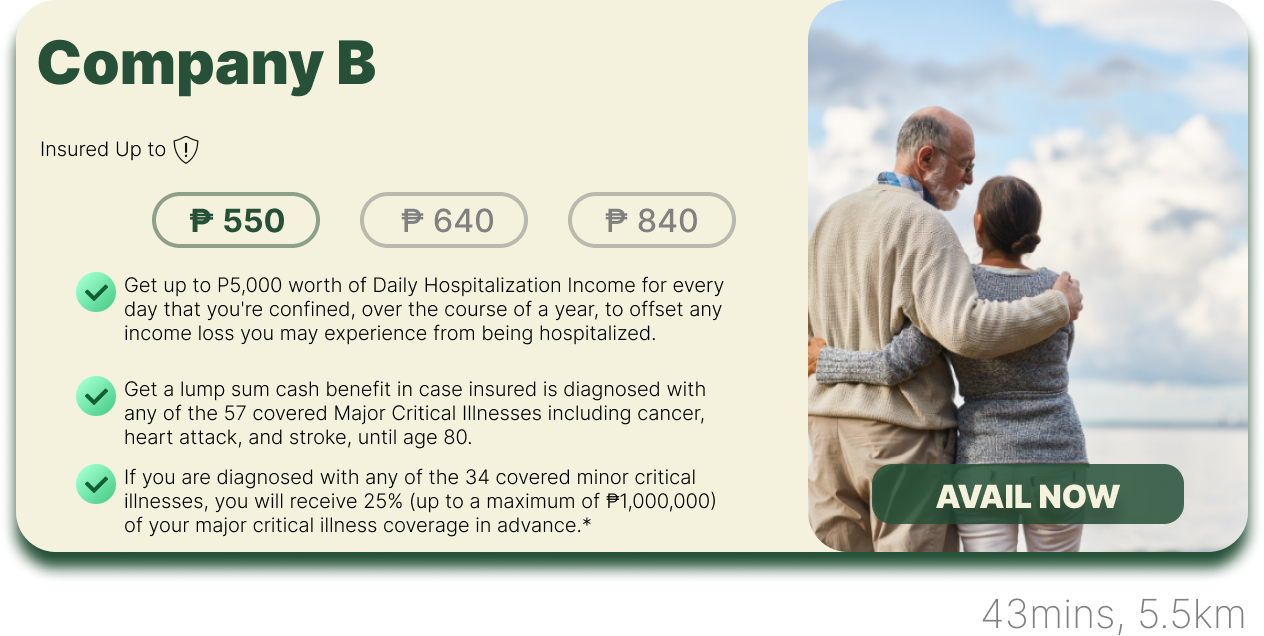 Company B
Insured Up to
₱ 550
₱ 640
₱ 840
Get up to P5,000 worth of Daily Hospitalization Income for every
day that you're confined, over the course of a year, to offset any
income loss you may experience from being hospitalized.
Get a lump sum cash benefit in case insured is diagnosed with
any of the 57 covered Major Critical Illnesses including cancer,
heart attack, and stroke, until age 80.
If you are diagnosed with any of the 34 covered minor critical
illnesses, you will receive 25% (up to a maximum of ₱1,000,000)
of your major critical illness coverage in advance.*
AVAIL NOW
43mins, 5.5km